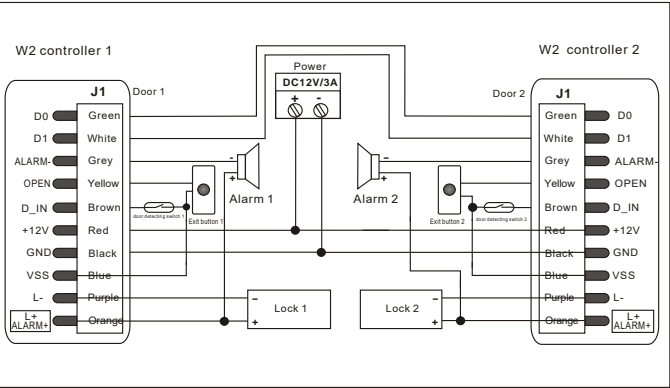 W2 controller 1
W2 controller 2
Power
DC12V/3A
+ -
J1
Door 1
Door 2
J1
D0 Green
Green D0
D1 White
White D1
ALARM- Grey
-
-
Grey ALARM-
OPEN Yellow
+
+
Yellow OPEN
Alarm 1
Alarm 2
D_IN Brown
Brown D_IN
door detecting switch 1
Exit button 1
Exit button 2
door detecting switch 2
+12V Red
Red +12V
GND Black
Black GND
VSS Blue
Blue VSS
L- Purple
-
-
Purple L-
Lock 1
Lock 2
L+
ALARM+
Orange
+
+
Orange
L+
ALARM+